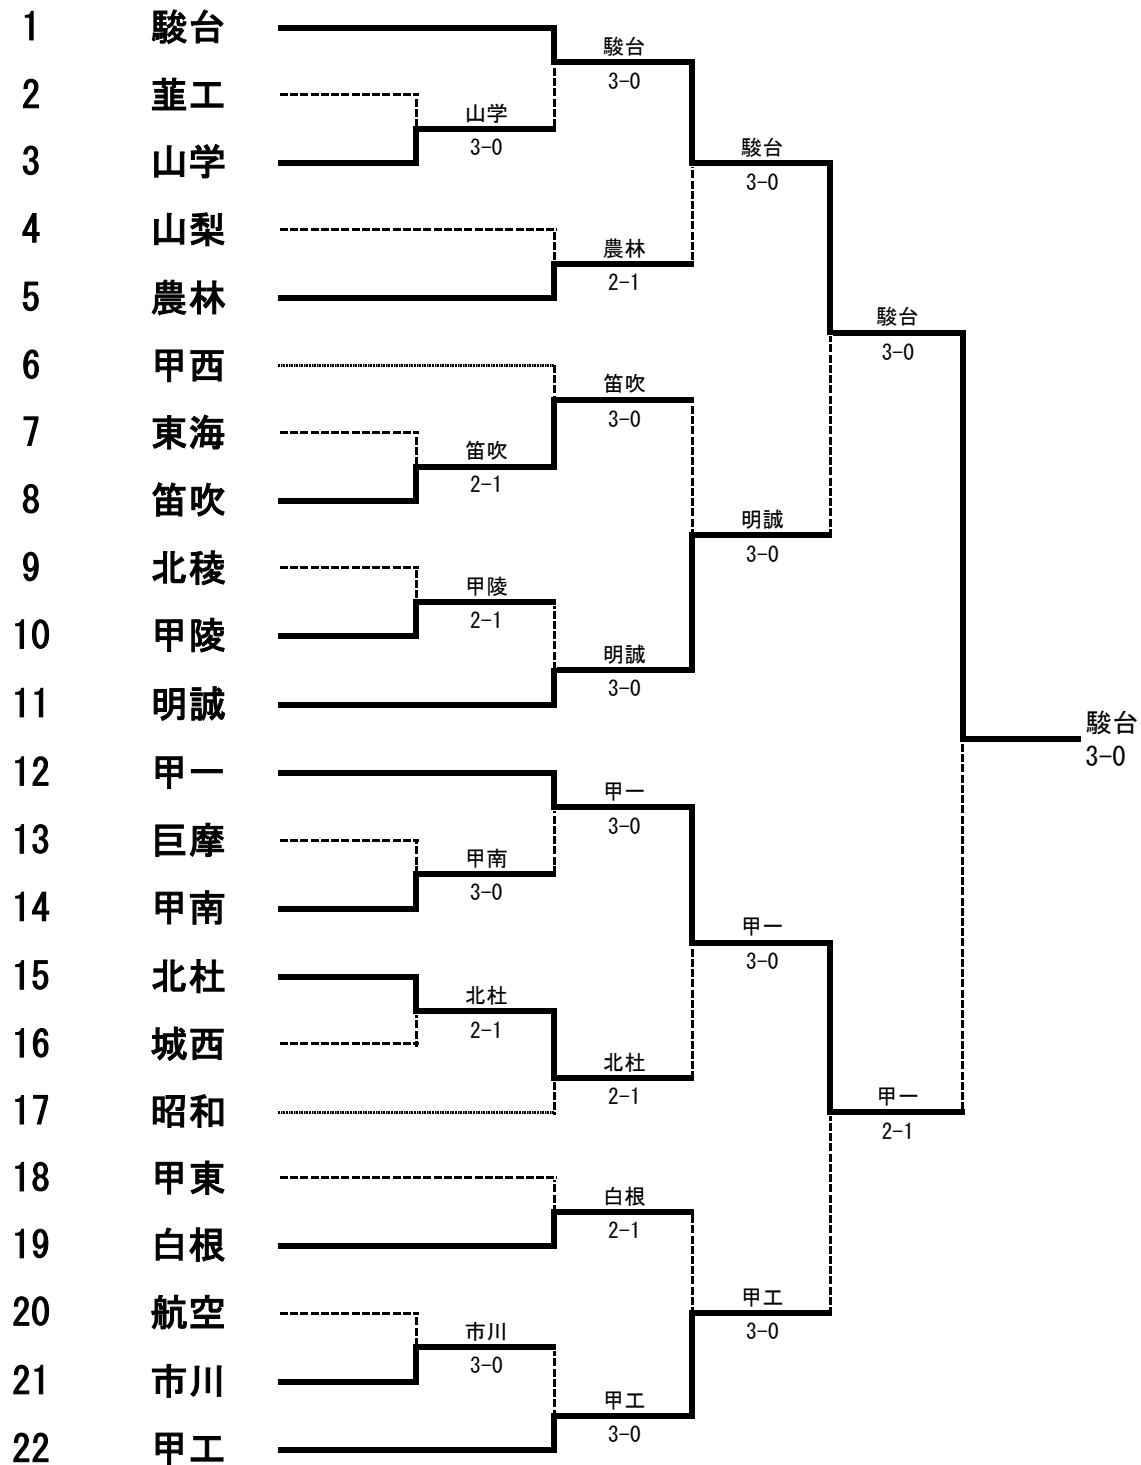 1 駿台
駿台
3-0
2 韮工
山学
3-0
3 山学
駿台
3-0
4 山梨
農林
2-1
5 農林
駿台
3-0
6 甲西
笛吹
3-0
7 東海
笛吹
2-1
8 笛吹
明誠
3-0
9 北稜
甲陵
2-1
10 甲陵
明誠
3-0
11 明誠
駿台
3-0
12 甲一
甲一
3-0
13 巨摩
甲南
3-0
14 甲南
甲一
3-0
15 北杜
北杜
2-1
16 城西
北杜
2-1
17 昭和
甲一
2-1
18 甲東
白根
2-1
19 白根
甲工
3-0
20 航空
市川
3-0
21 市川
甲工
3-0
22 甲工